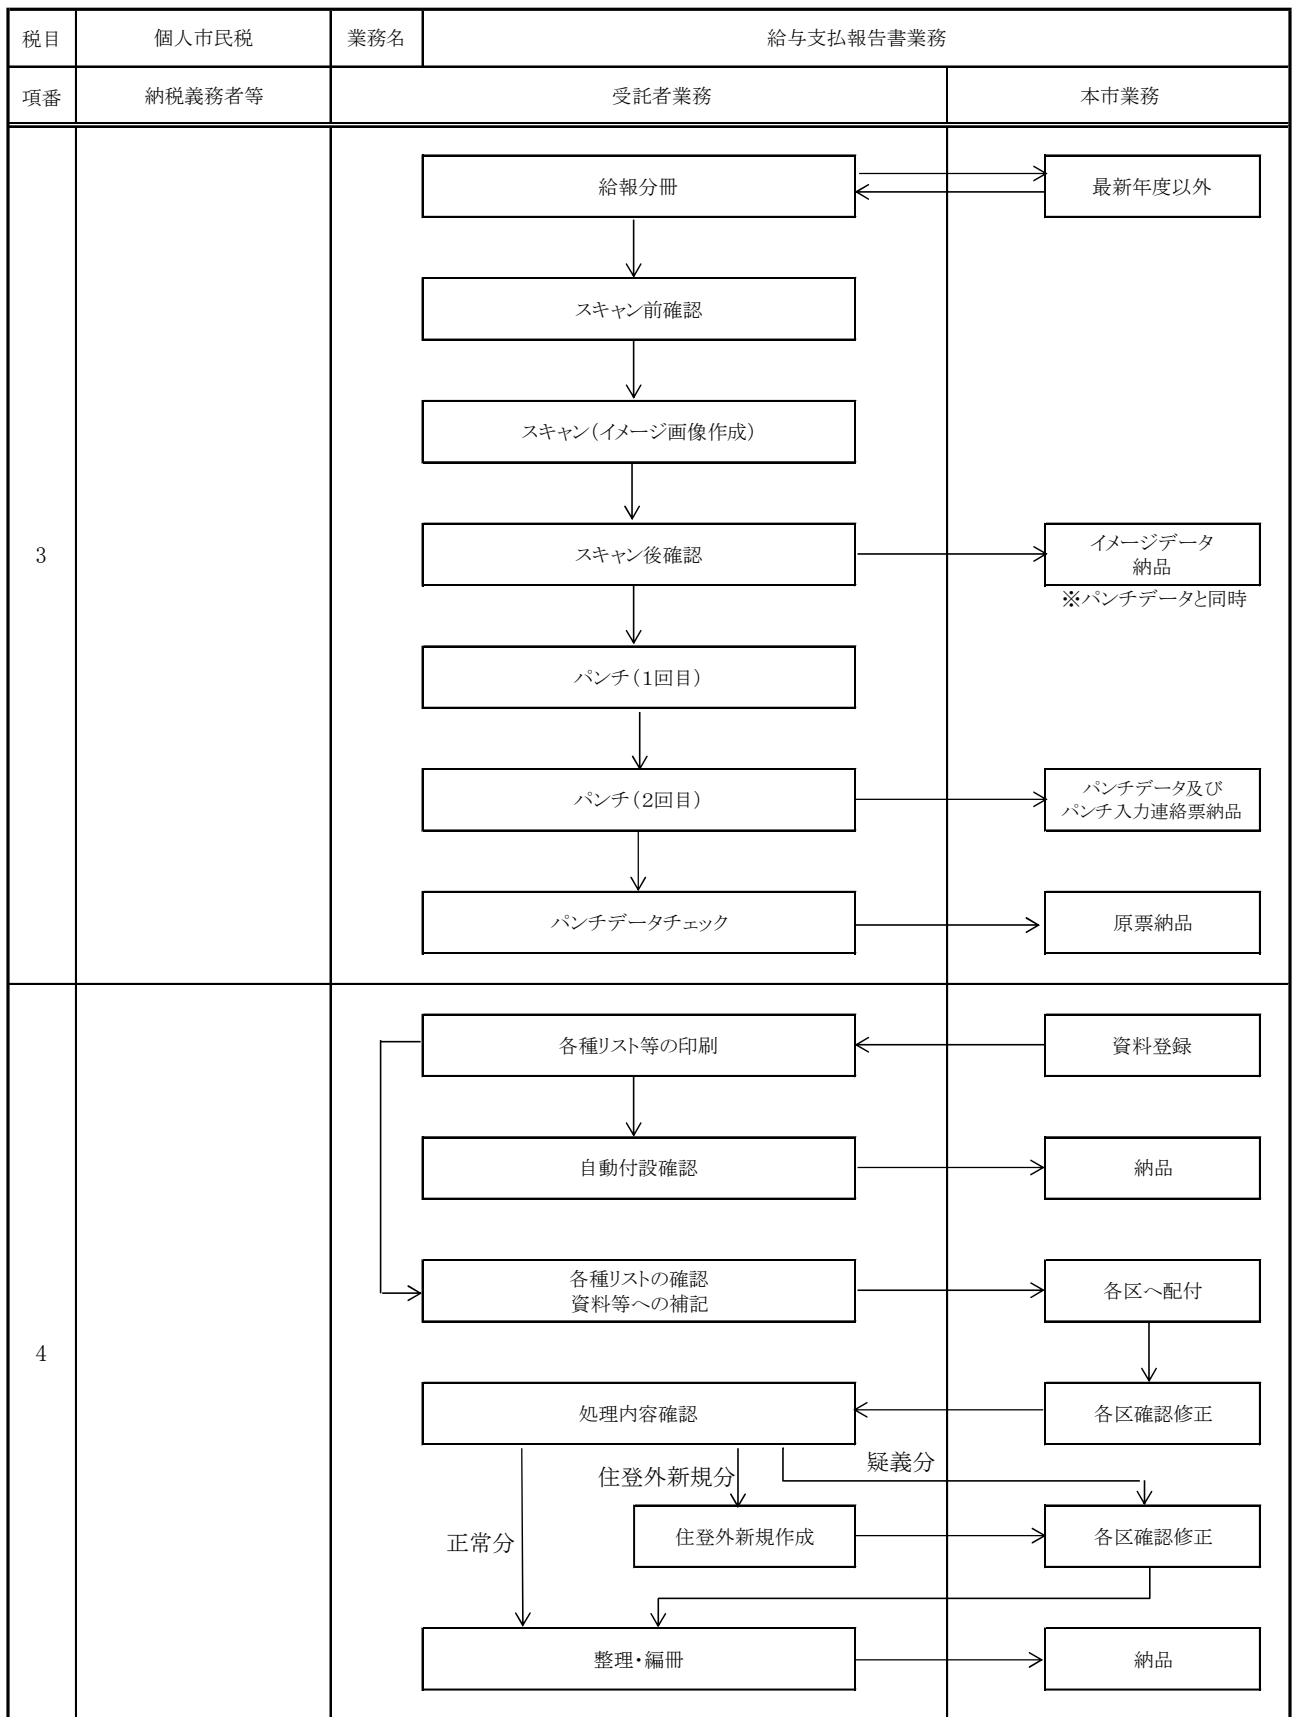 税目 個人市民税 業務名 給与支払報告書業務
項番 納税義務者等 受託者業務 本市業務
給報分冊 最新年度以外
スキャン前確認
スキャン(イメージ画像作成)
3
スキャン後確認
イメージデータ
納品
※パンチデータと同時
パンチ(1回目)
パンチ(2回目)
パンチデータ及び
パンチ入力連絡票納品
パンチデータチェック 原票納品
4
各種リスト等の印刷 資料登録
自動付設確認 納品
各種リストの確認
資料等への補記
各区へ配付
処理内容確認 各区確認修正
疑義分
住登外新規分
正常分
住登外新規作成 各区確認修正
整理・編冊 納品